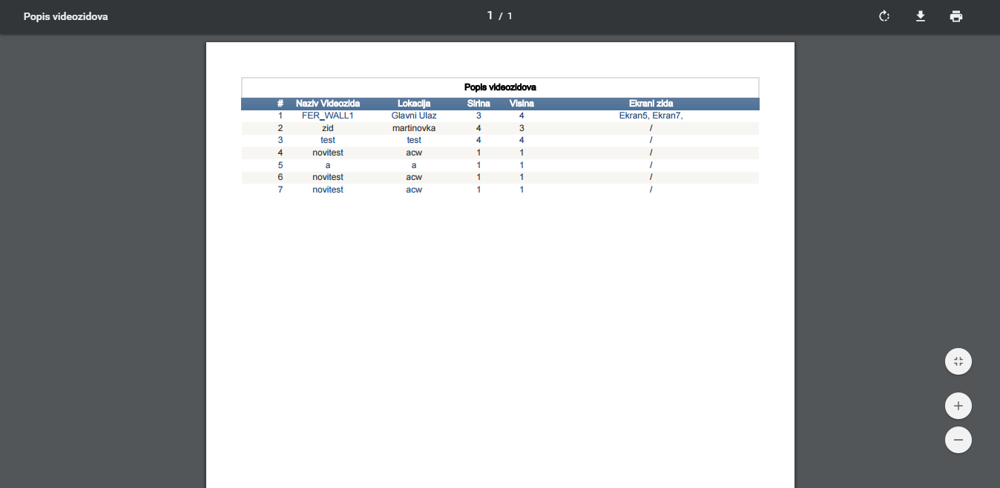 Popis videozidova 1 / 1
Popis videozidova
# Naziv Videozida Lokacija Sirina Visina Ekrani zida
1 FER_WALL1 Glavni Ulaz 3 4 Ekran5, Ekran7,
2 zid martinovka 4 3 /
3 test test 4 4 /
4 novitest acw 1 1 /
5 a a 1 1 /
6 novitest acw 1 1 /
7 novitest acw 1 1 /